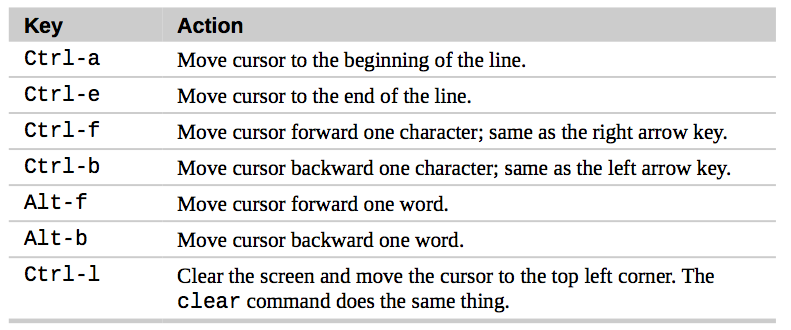 Key Action
Ctrl-a Move cursor to the beginning of the line.
Ctrl-e Move cursor to the end of the line.
Ctrl-f Move cursor forward one character; same as the right arrow key.
Ctrl-b Move cursor backward one character; same as the left arrow key.
Alt-f Move cursor forward one word.
Alt-b Move cursor backward one word.
Ctrl-l Clear the screen and move the cursor to the top left corner. The
clear command does the same thing.